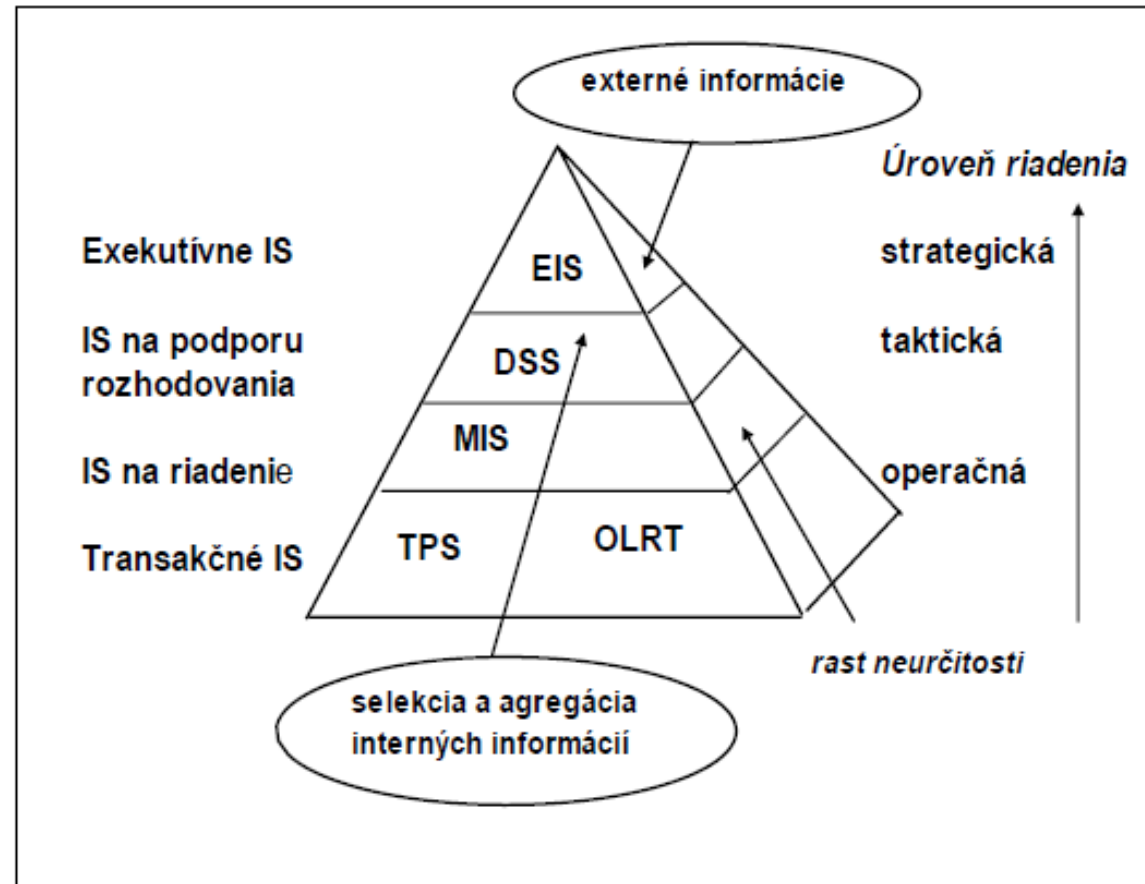 externé informácie
Úroveň riadenia
Exekutívne IS
EIS
strategická
IS na podporu
rozhodovania
DSS
taktická
MIS
IS na riadenie
operačná
TPS
OLRT
Transakčné IS
rast neurčitosti
selekcia a agregácia
interných informácií